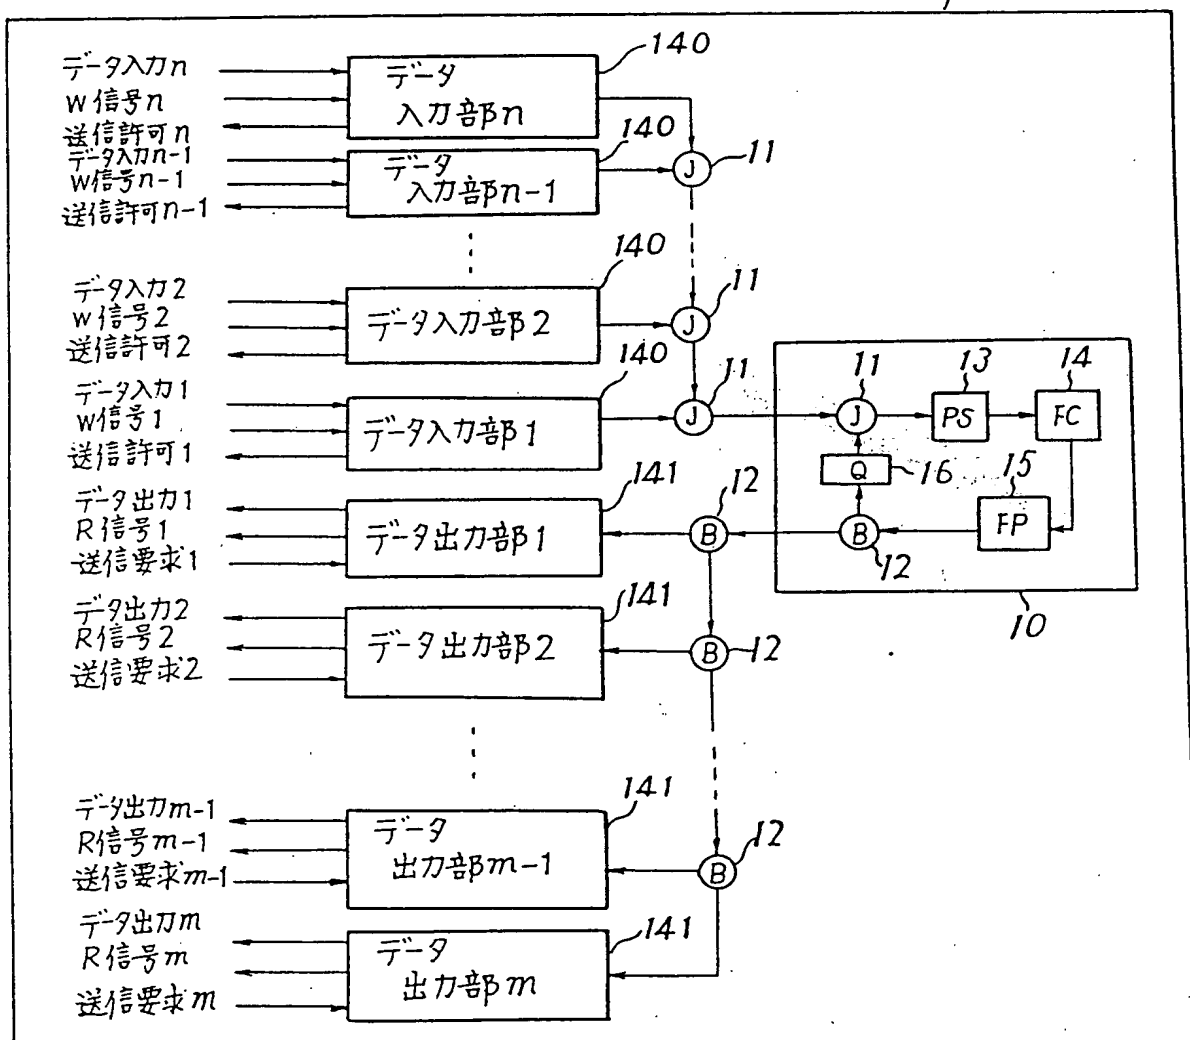 データ入力n
W信号n
送信許可n
データ
入力部n
140
データ入力n-1
W信号n-1
送信許可n-1
データ
入力部n-1
140
J
11
データ入力2
W信号2
送信許可2
データ入力部2
140
J
11
データ入力1
W信号1
送信許可1
データ入力部1
140
J
11
J
11
PS
13
FC
14
Q
16
FP
15
B
12
10
データ出力1
R信号1
送信要求1
データ出力部1
141
B
12
データ出力2
R信号2
送信要求2
データ出力部2
141
B
12
データ出力m-1
R信号m-1
送信要求m-1
データ
出力部m-1
141
B
12
データ出力m
R信号m
送信要求m
データ
出力部m
141